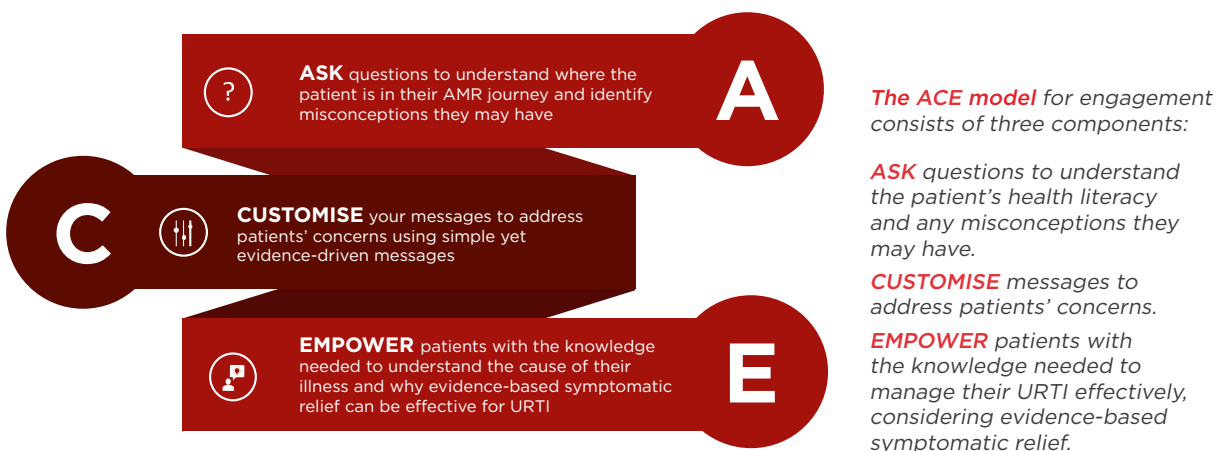 ?
ASK questions to understand where the
patient is in their AMR journey and identify
misconceptions they may have
A
C
CUSTOMISE your messages to address
patients’ concerns using simple yet
evidence-driven messages
EMPOWER patients with the knowledge
needed to understand the cause of their
illness and why evidence-based symptomatic
relief can be effective for URTI
E
The ACE model for engagement
consists of three components:
ASK questions to understand
the patient’s health literacy
and any misconceptions they
may have.
CUSTOMISE messages to
address patients’ concerns.
EMPOWER patients with
the knowledge needed to
manage their URTI effectively,
considering evidence-based
symptomatic relief.